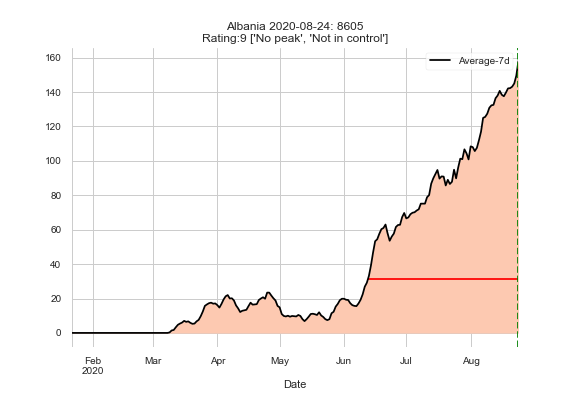 Albania 2020-08-24: 8605
Rating:9 ['No peak', 'Not in control']
Average-7d
160
140
120
100
80
60
40
20
0
Feb Mar Apr May Jun Jul Aug
2020
Date